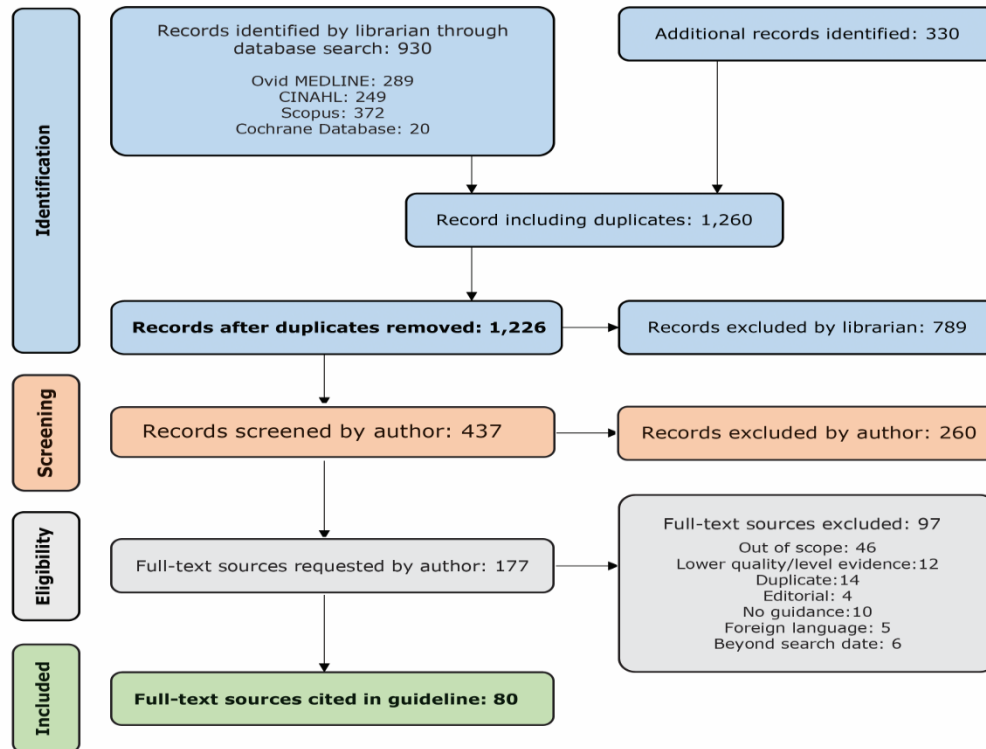 Identification
Records identified by librarian through
database search: 930
Ovid MEDLINE: 289
CINAHL: 249
Scopus: 372
Cochrane Database: 20
Additional records identified: 330
Record including duplicates: 1,260
Records after duplicates removed: 1,226
Records excluded by librarian: 789
Screening
Records screened by author: 437
Records excluded by author: 260
Eligibility
Full-text sources requested by author: 177
Full-text sources excluded: 97
Out of scope: 46
Lower quality/level evidence:12
Duplicate:14
Editorial: 4
No guidance:10
Foreign language: 5
Beyond search date: 6
Included
Full-text sources cited in guideline: 80